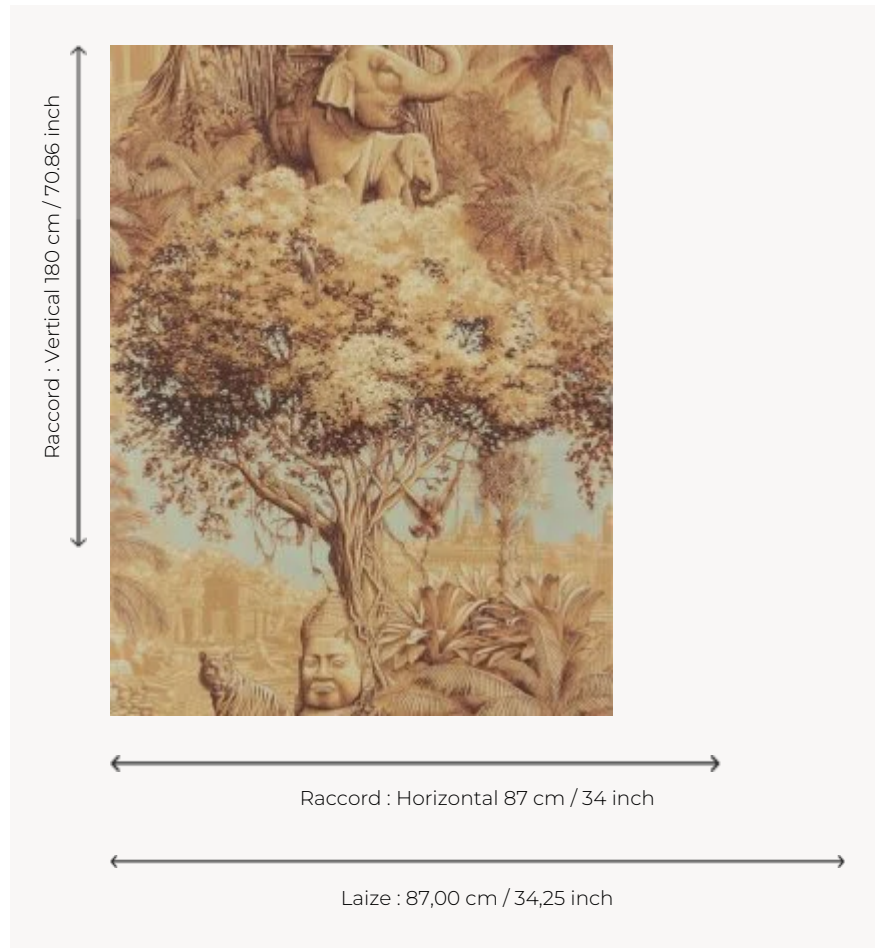 Raccord : Vertical 180 cm / 70.86 inch
Raccord : Horizontal 87 cm / 34 inch
Laize : 87,00 cm / 34,25 inch